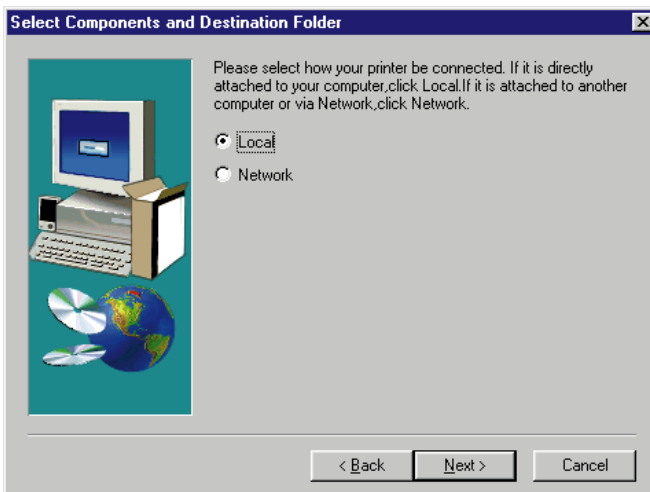 Select Components and Destination Folder
Please select how your printer be connected. If it is directly
attached to your computer,click Local.If it is attached to another
computer or via Network,click Network.
Local
Network
< Back
Next >
Cancel